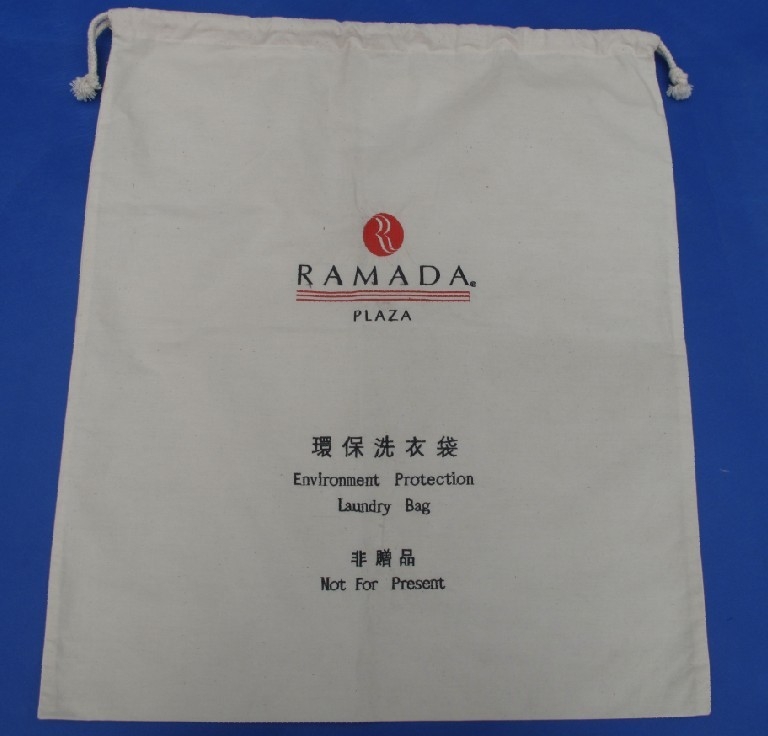 RAMADA
PLAZA
環保洗衣袋
Environment Protection
Laundry Bag
非贈品
Not For Present